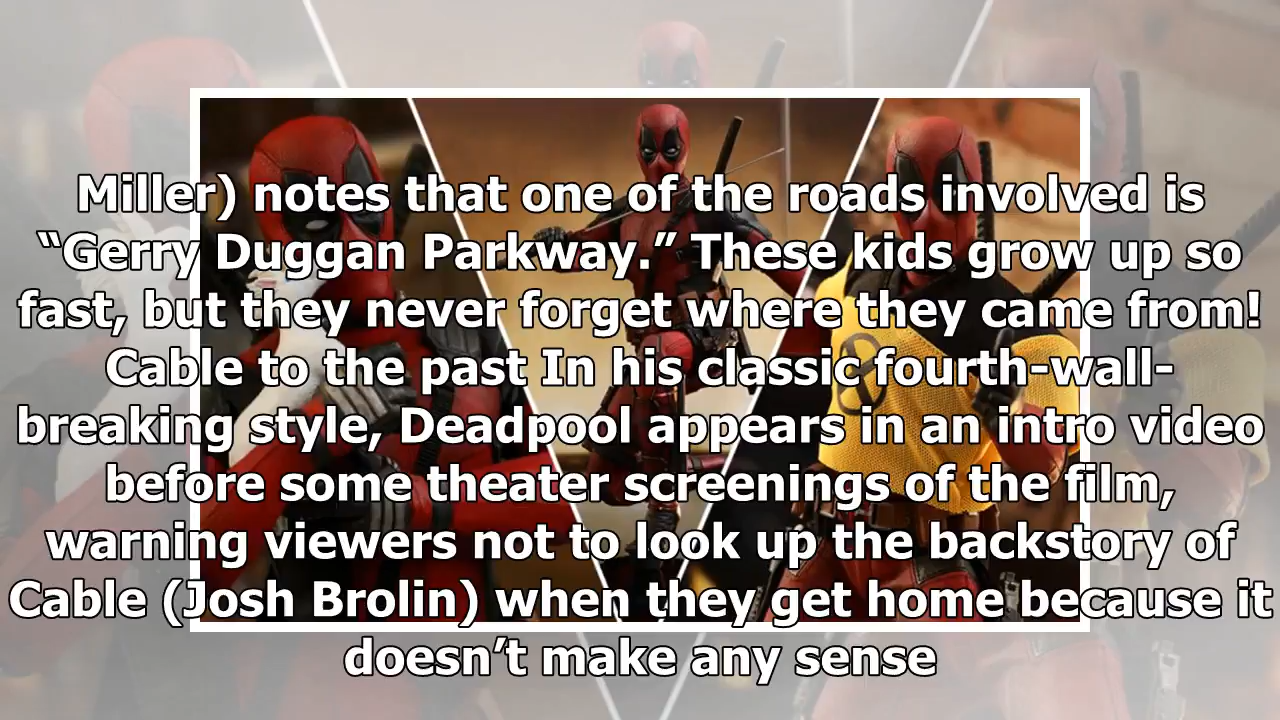 Miller) notes that one of the roads involved is
“Gerry Duggan Parkway.” These kids grow up so
fast, but they never forget where they came from!
Cable to the past In his classic fourth-wall-
breaking style, Deadpool appears in an intro video
before some theater screenings of the film,
warning viewers not to look up the backstory of
Cable (Josh Brolin) when they get home because it
doesn’t make any sense